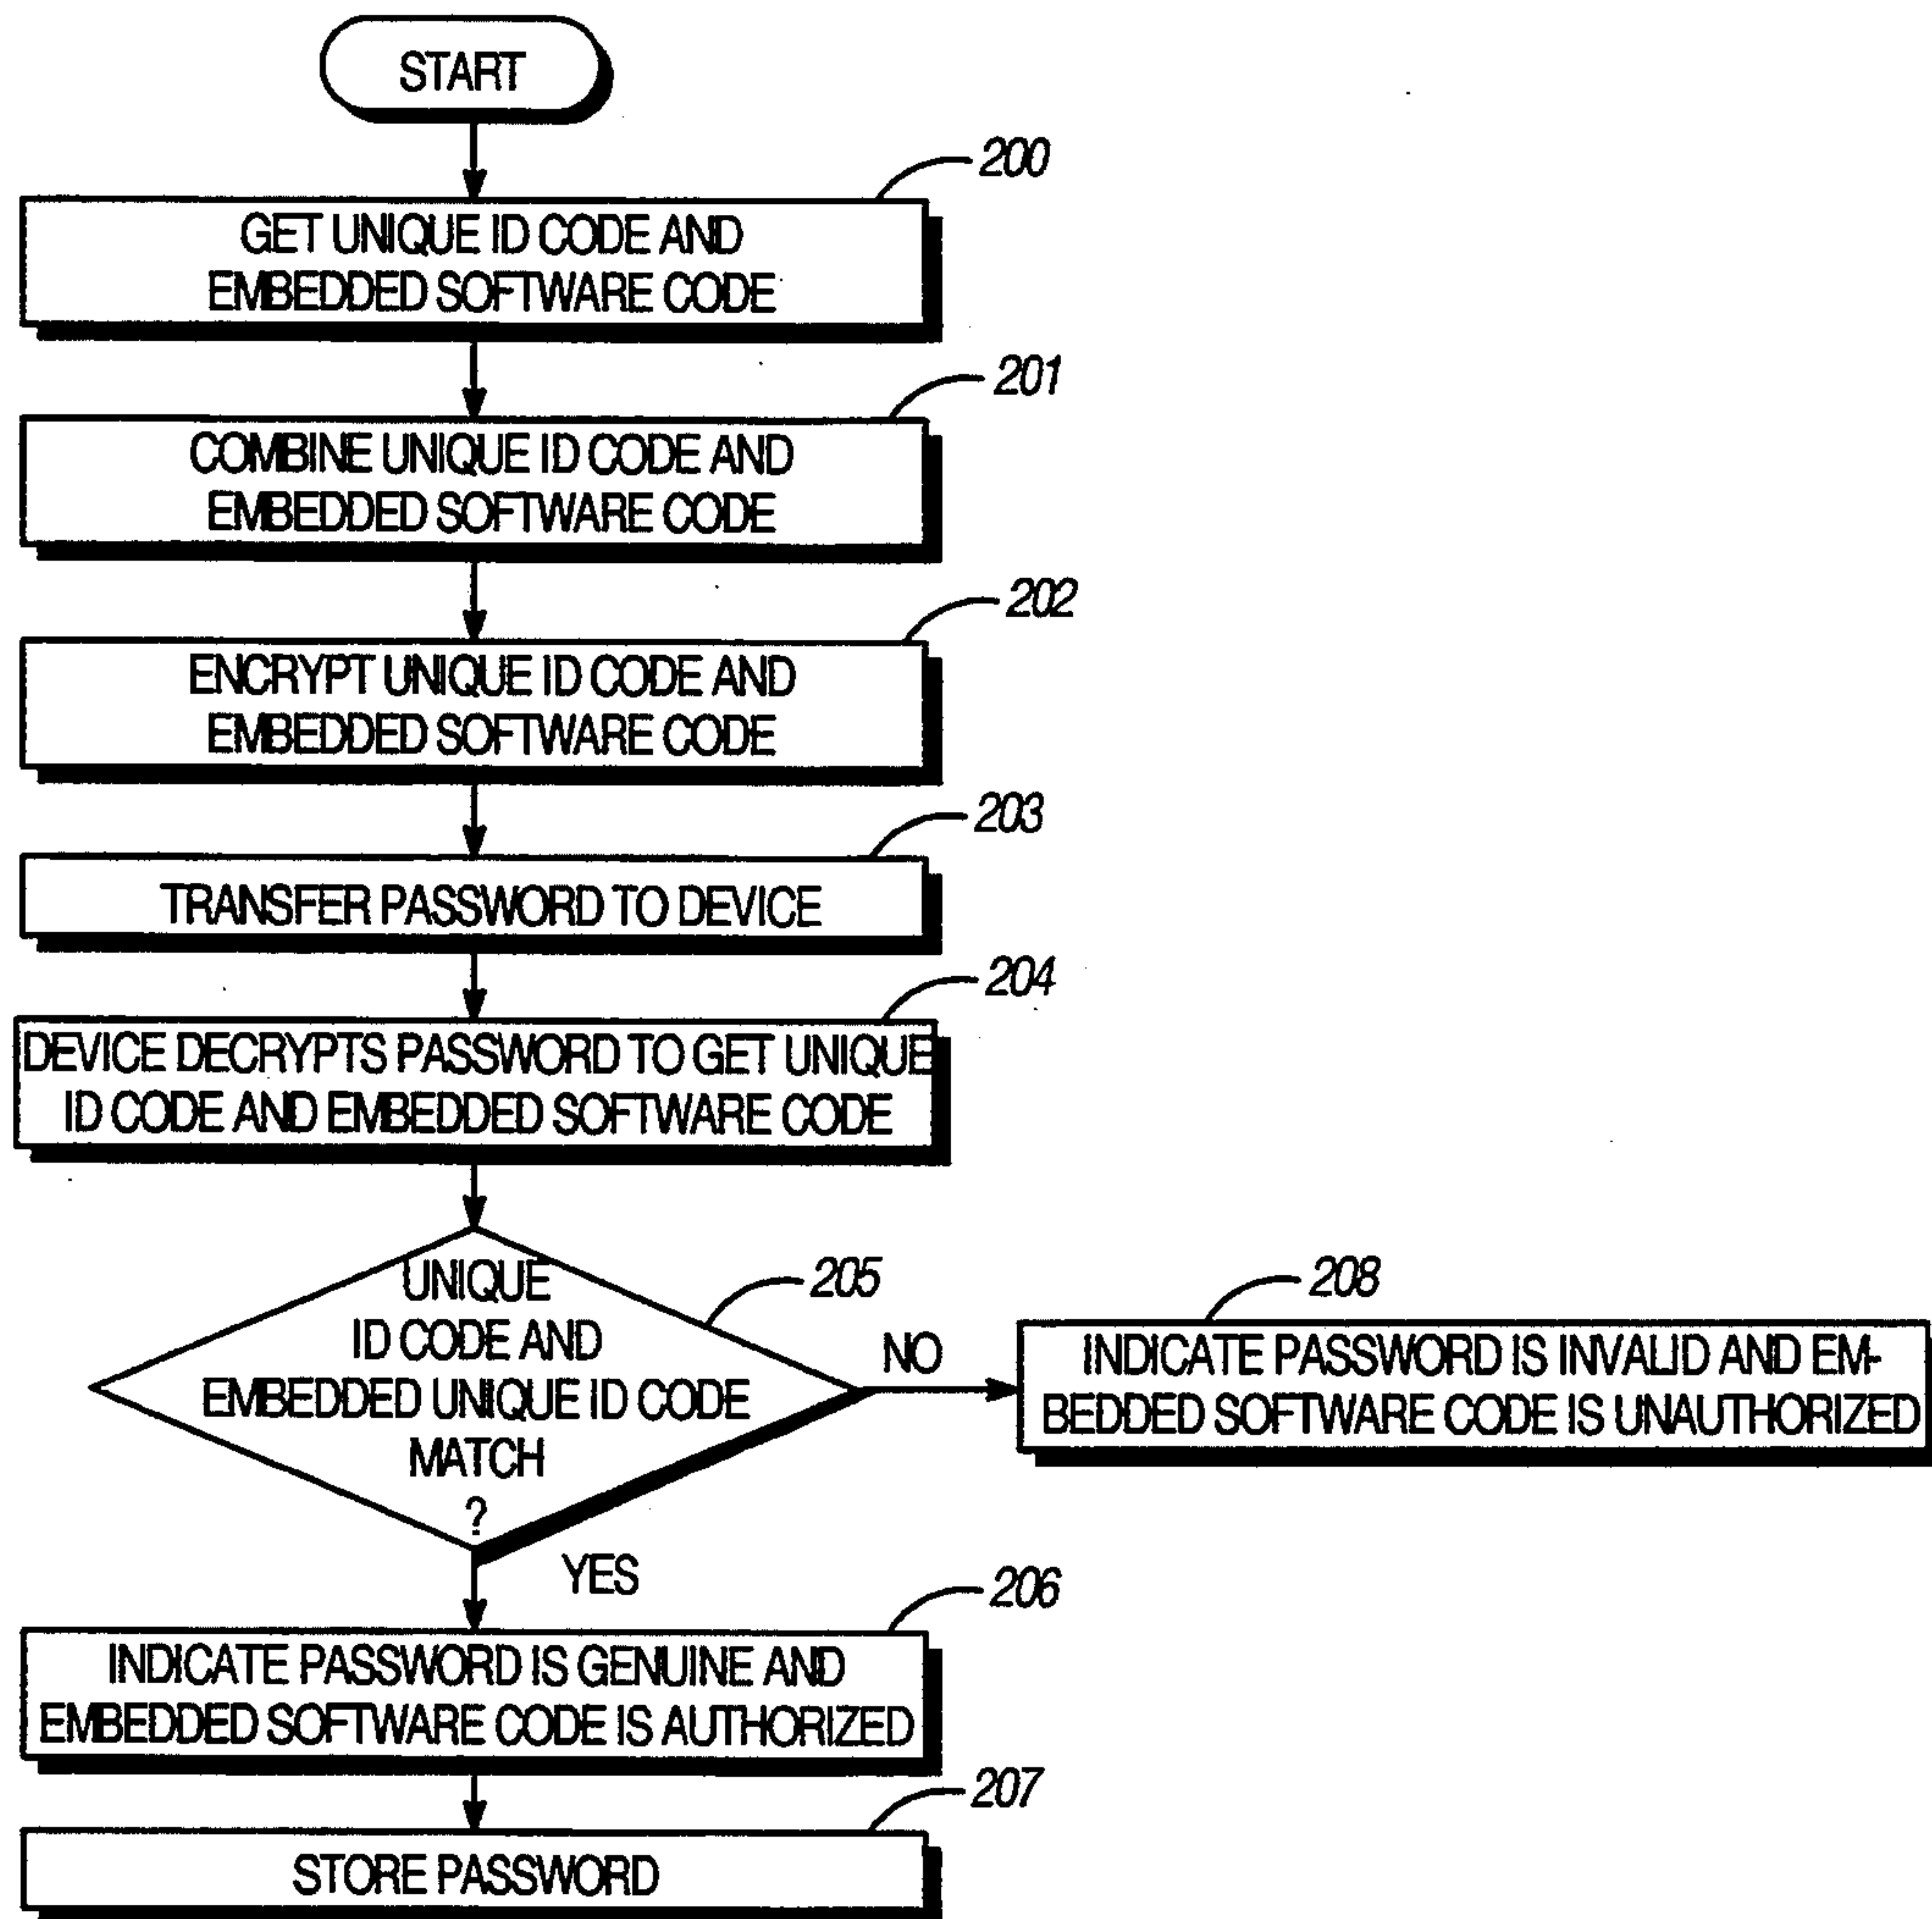 START
200
GET UNIQUE ID CODE AND
EMBEDDED SOFTWARE CODE
201
COMBINE UNIQUE ID CODE AND
EMBEDDED SOFTWARE CODE
202
ENCRYPT UNIQUE ID CODE AND
EMBEDDED SOFTWARE CODE
203
TRANSFER PASSWORD TO DEVICE
204
DEVICE DECRYPTS PASSWORD TO GET UNIQUE
ID CODE AND EMBEDDED SOFTWARE CODE
205
UNIQUE
ID CODE AND
EMBEDDED UNIQUE ID CODE
MATCH
?
NO
208
INDICATE PASSWORD IS INVALID AND EM-
BEDDED SOFTWARE CODE IS UNAUTHORIZED
YES
206
INDICATE PASSWORD IS GENUINE AND
EMBEDDED SOFTWARE CODE IS AUTHORIZED
207
STORE PASSWORD